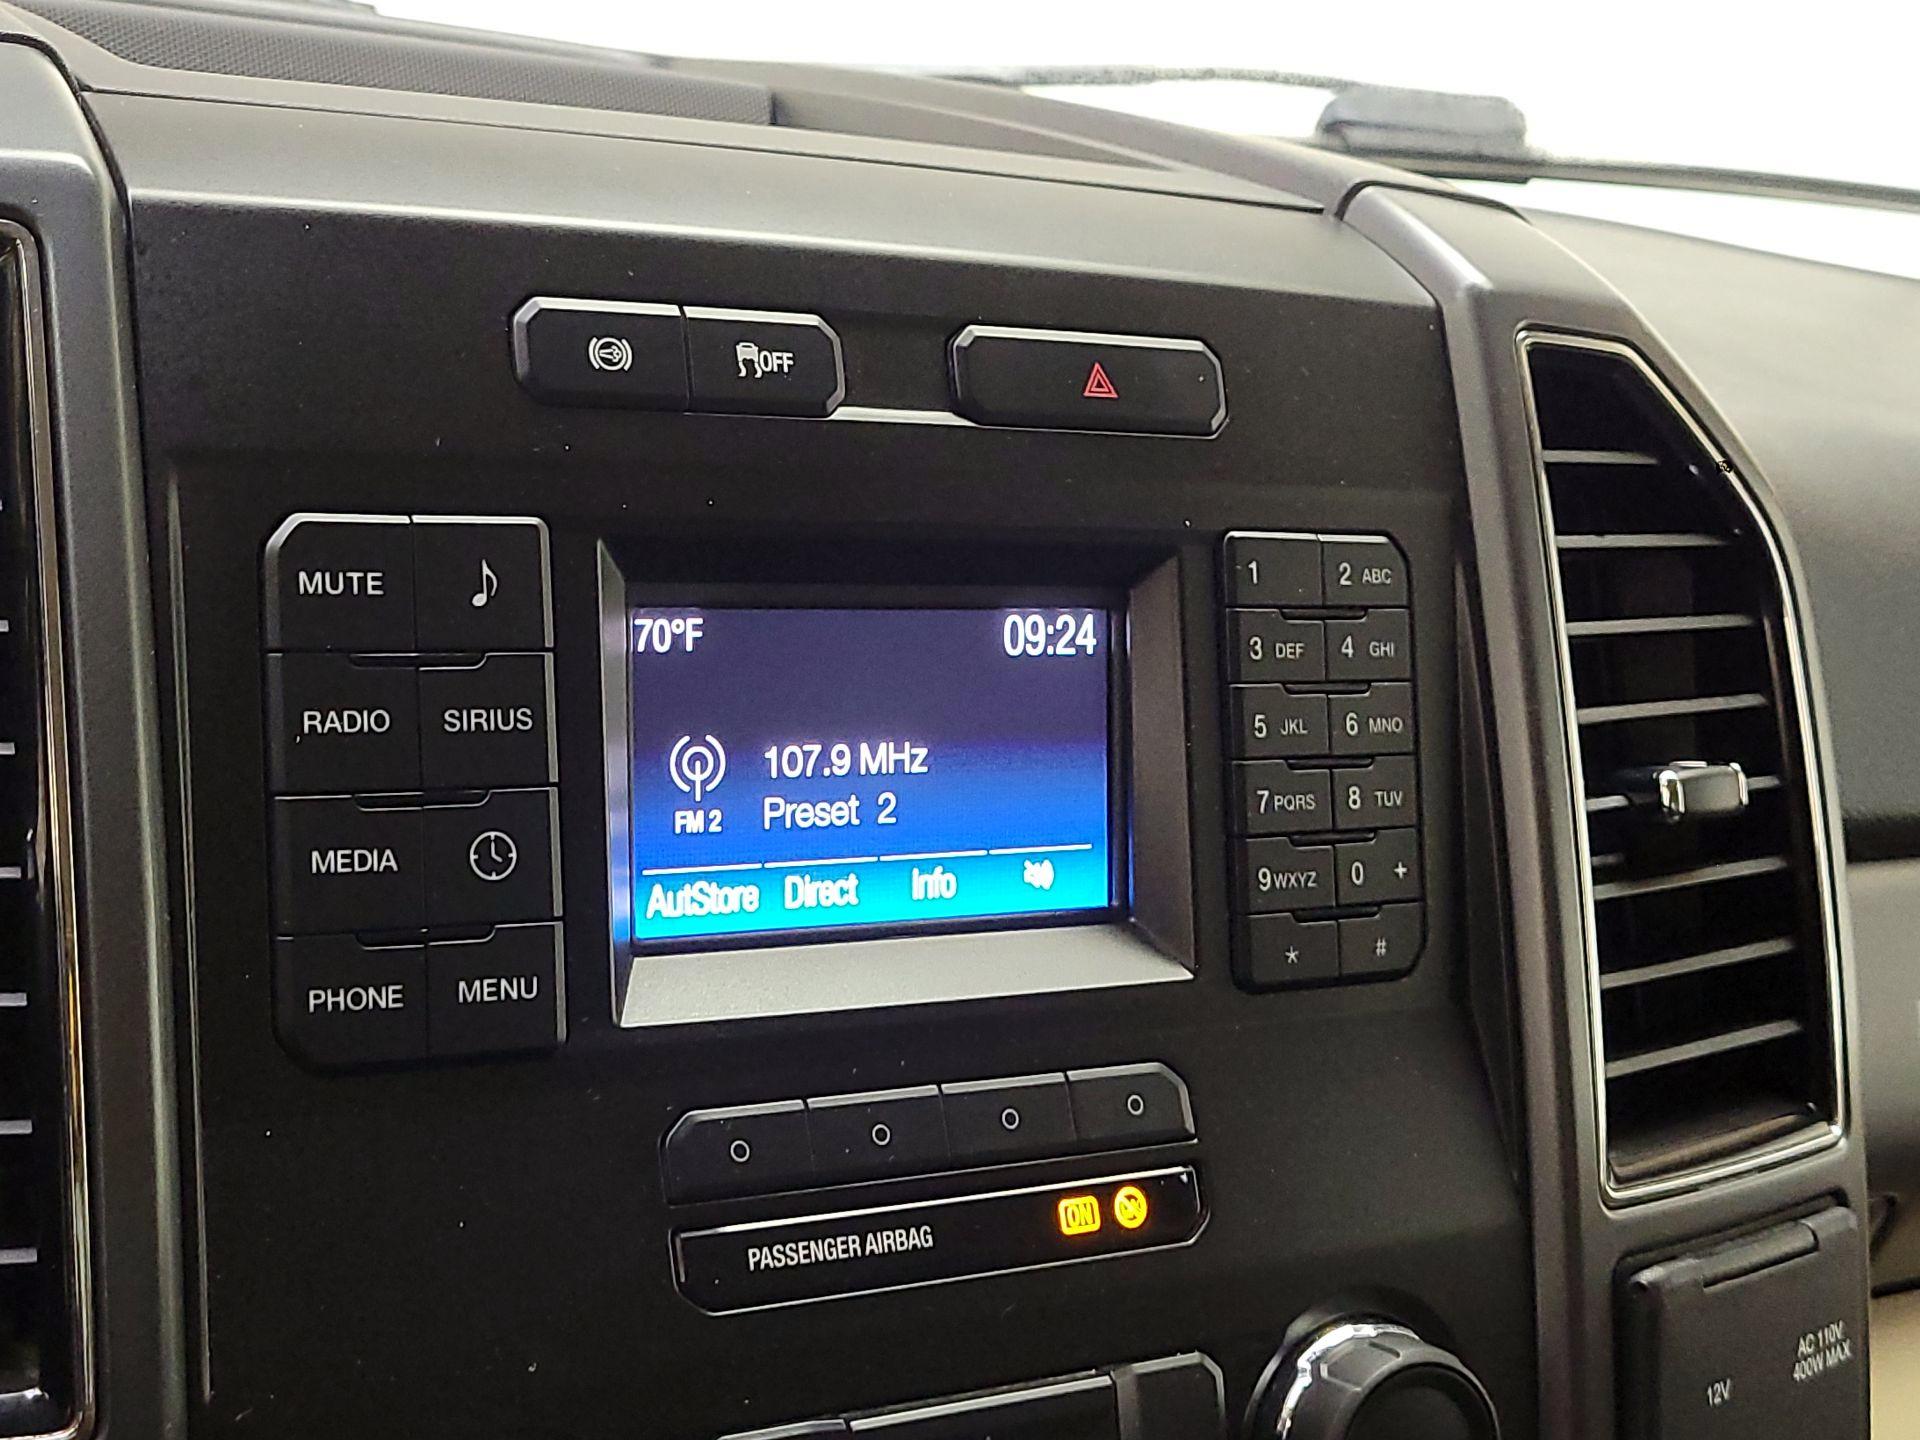 OFF
MUTE
RADIO SIRIUS
MEDIA
PHONE MENU
70°F 09:24
107.9 MHz
FM 2 Preset 2
AutStore Direct Info
1 2 ABC
3 DEF 4 GHI
5 JKL 6 MNO
7 PQRS 8 TUV
9 WXYZ 0 +
* #
PASSENGER AIRBAG ON
AC 110V
400W MAX
12V